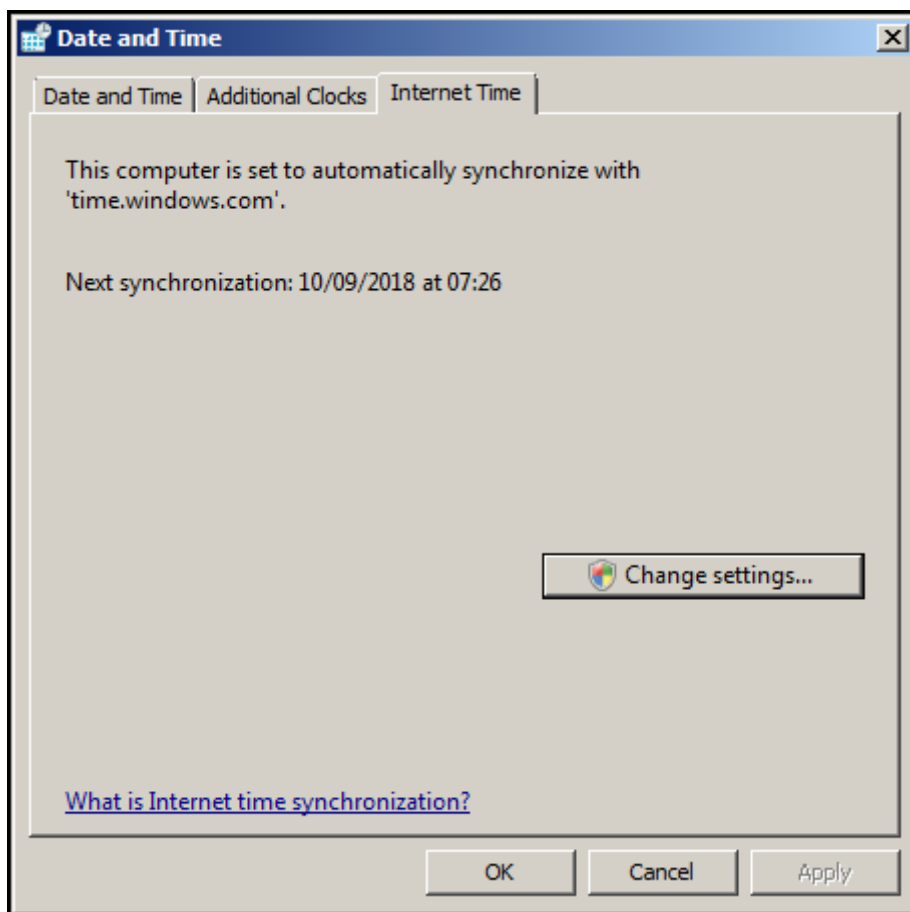 Date and Time
Date and Time Additional Clocks Internet Time
This computer is set to automatically synchronize with
'time.windows.com'.
Next synchronization: 10/09/2018 at 07:26
Change settings...
What is Internet time synchronization?
OK Cancel Apply